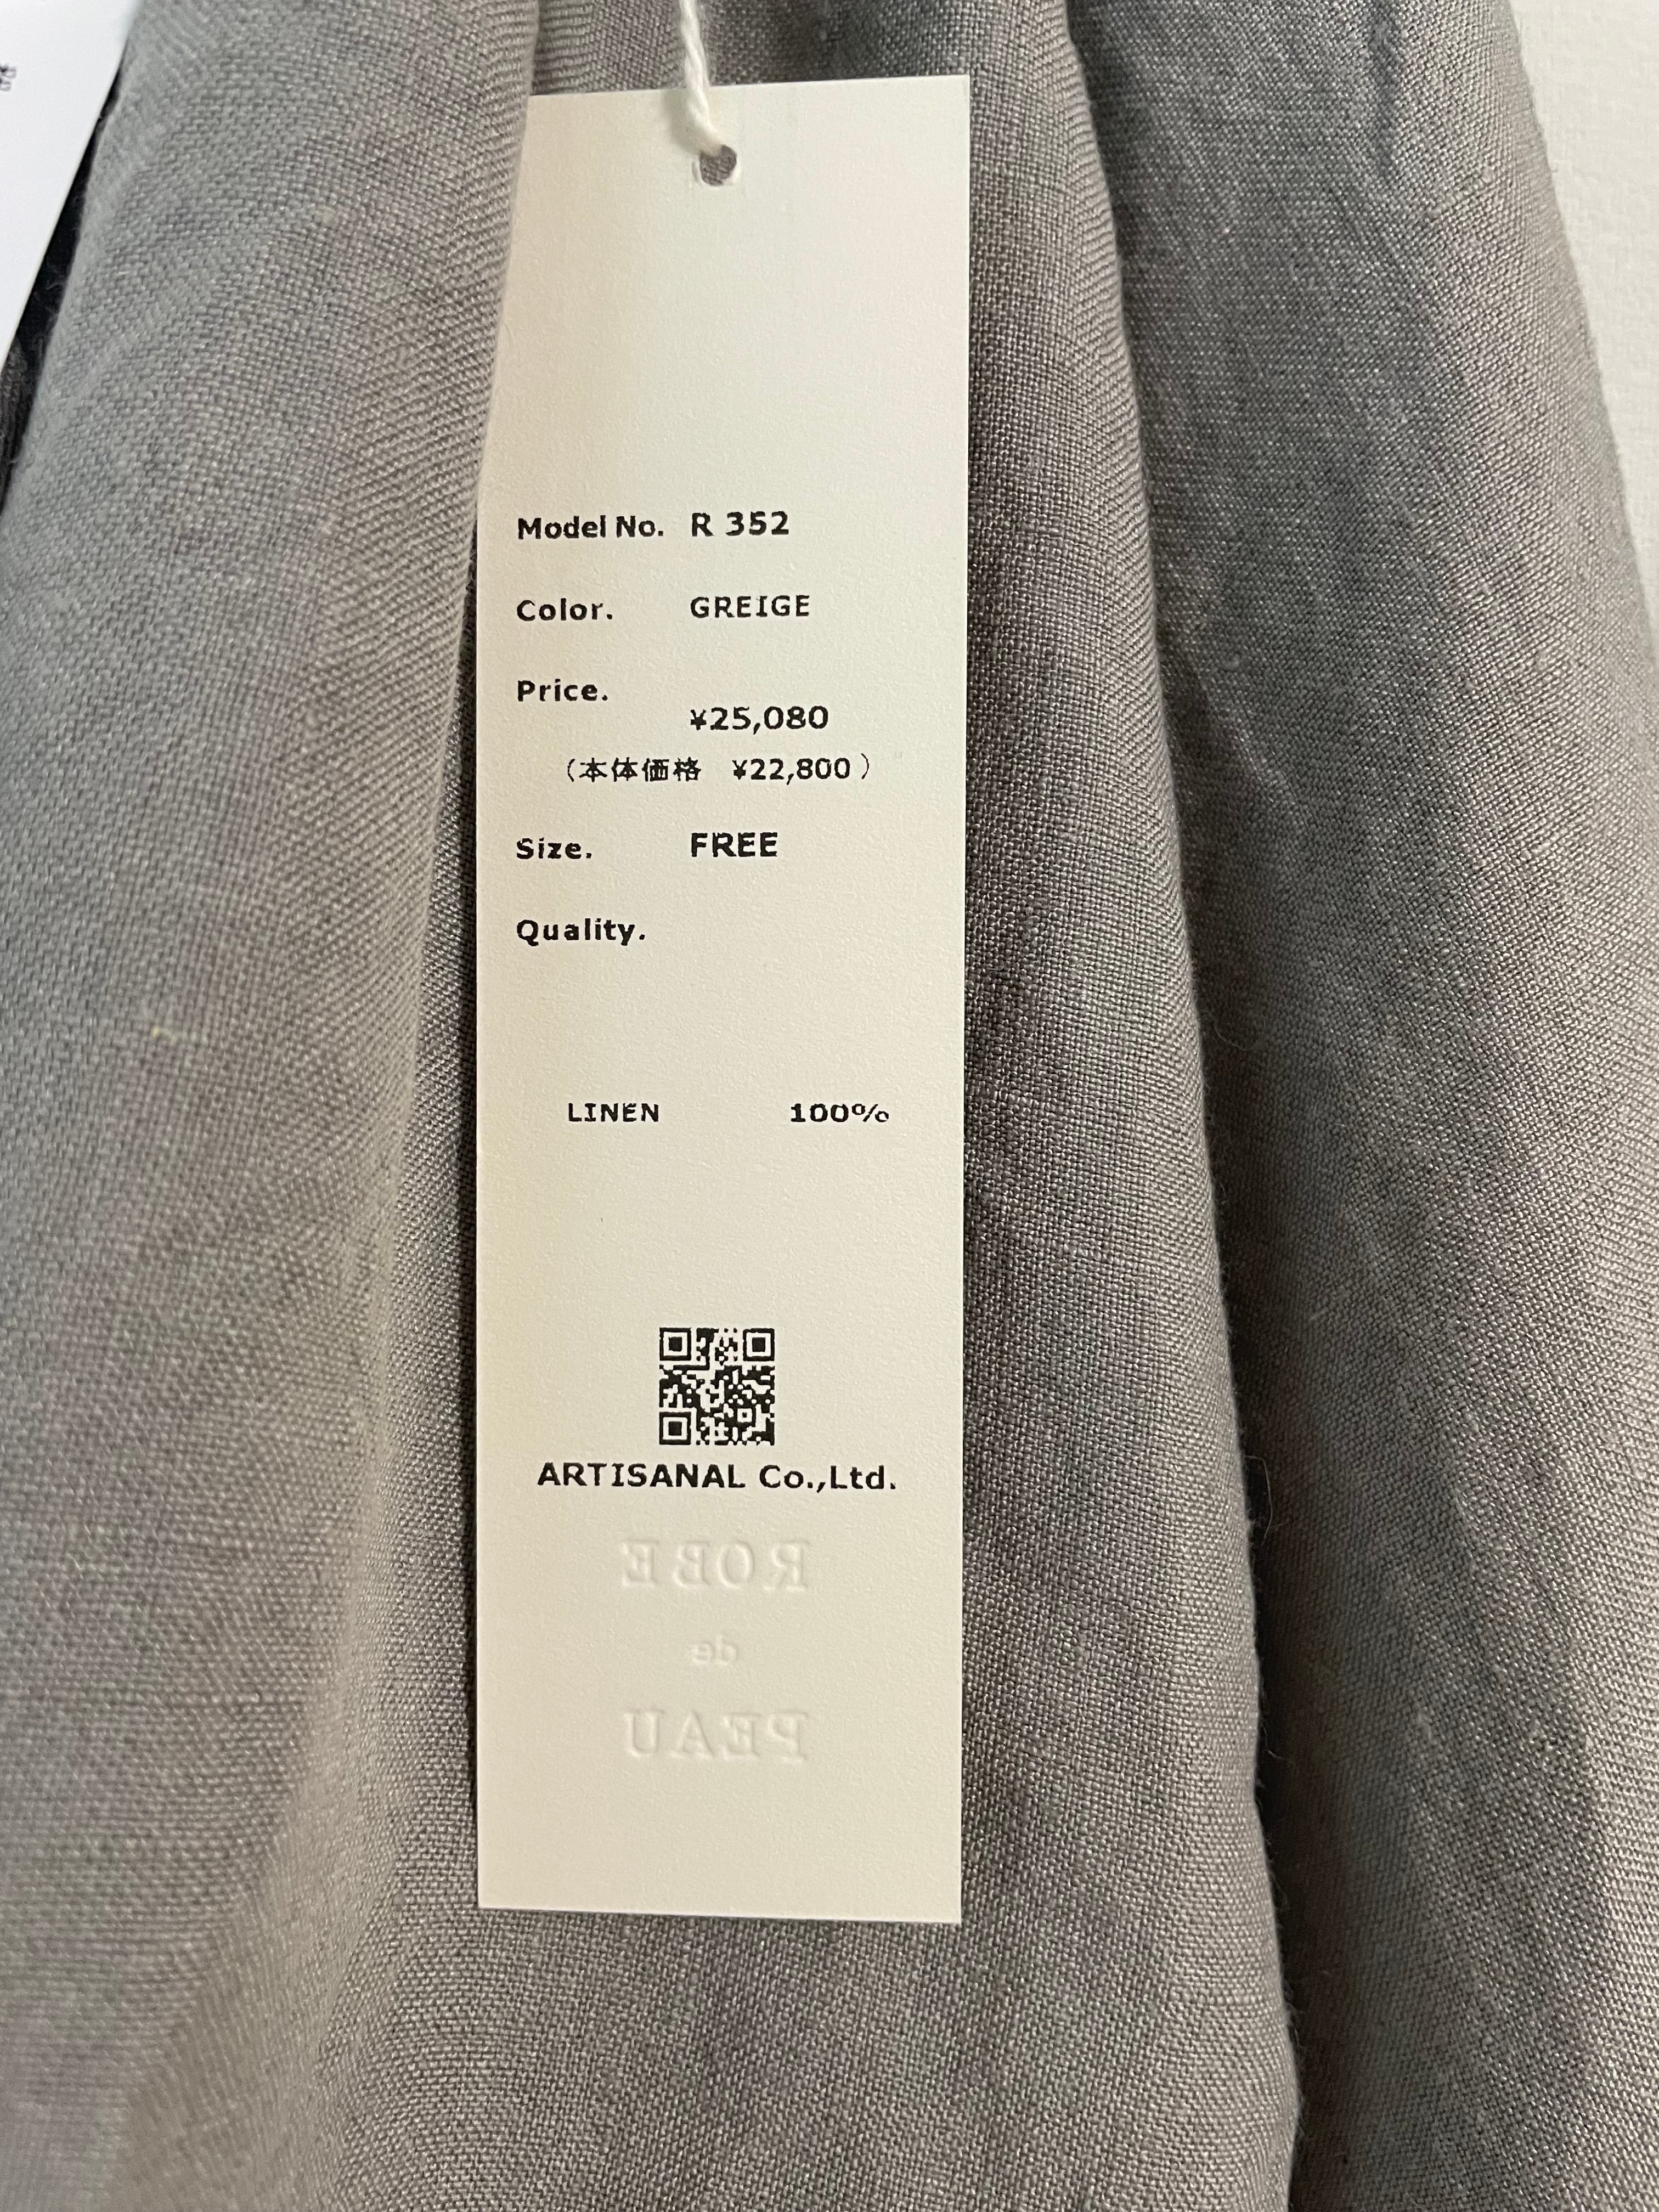 Model No. R 352
Color. GREIGE
Price.
¥25,080
（本体価格 ¥22,800）
Size. FREE
Quality.
LINEN 100%
ARTISANAL Co.,Ltd.
ROBE
de
PEAU